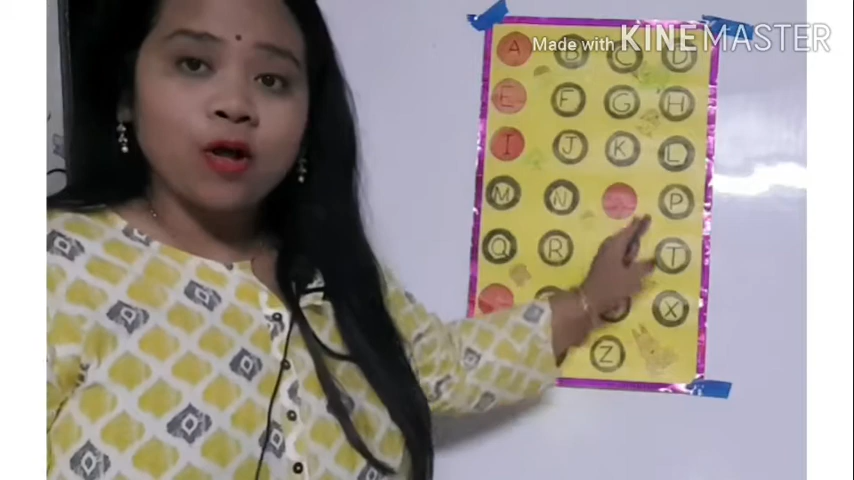 Made with KINEMASTER
A B C D
E F G H
I J K L
M N P
Q R T
X
Z